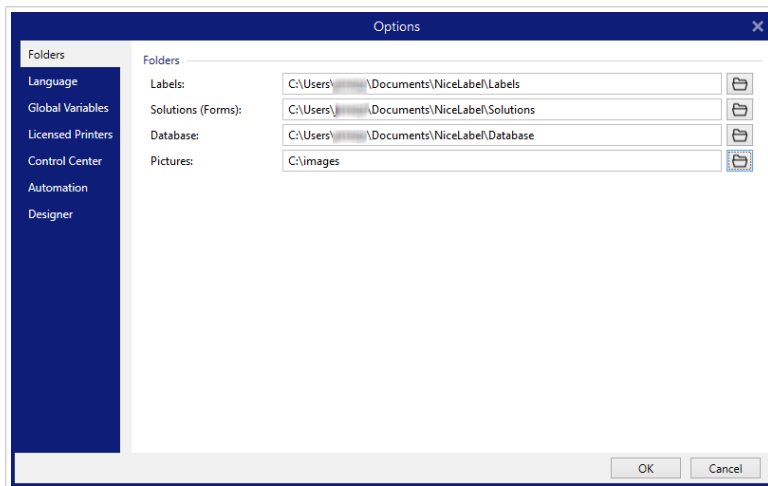 Options
Folders
Language
Global Variables
Licensed Printers
Control Center
Automation
Designer
Folders
Labels: C:\Users\ \Documents\NiceLabel\Labels
Solutions (Forms): C:\Users\ \Documents\NiceLabel\Solutions
Database: C:\Users\ \Documents\NiceLabel\Database
Pictures: C:\images
OK Cancel